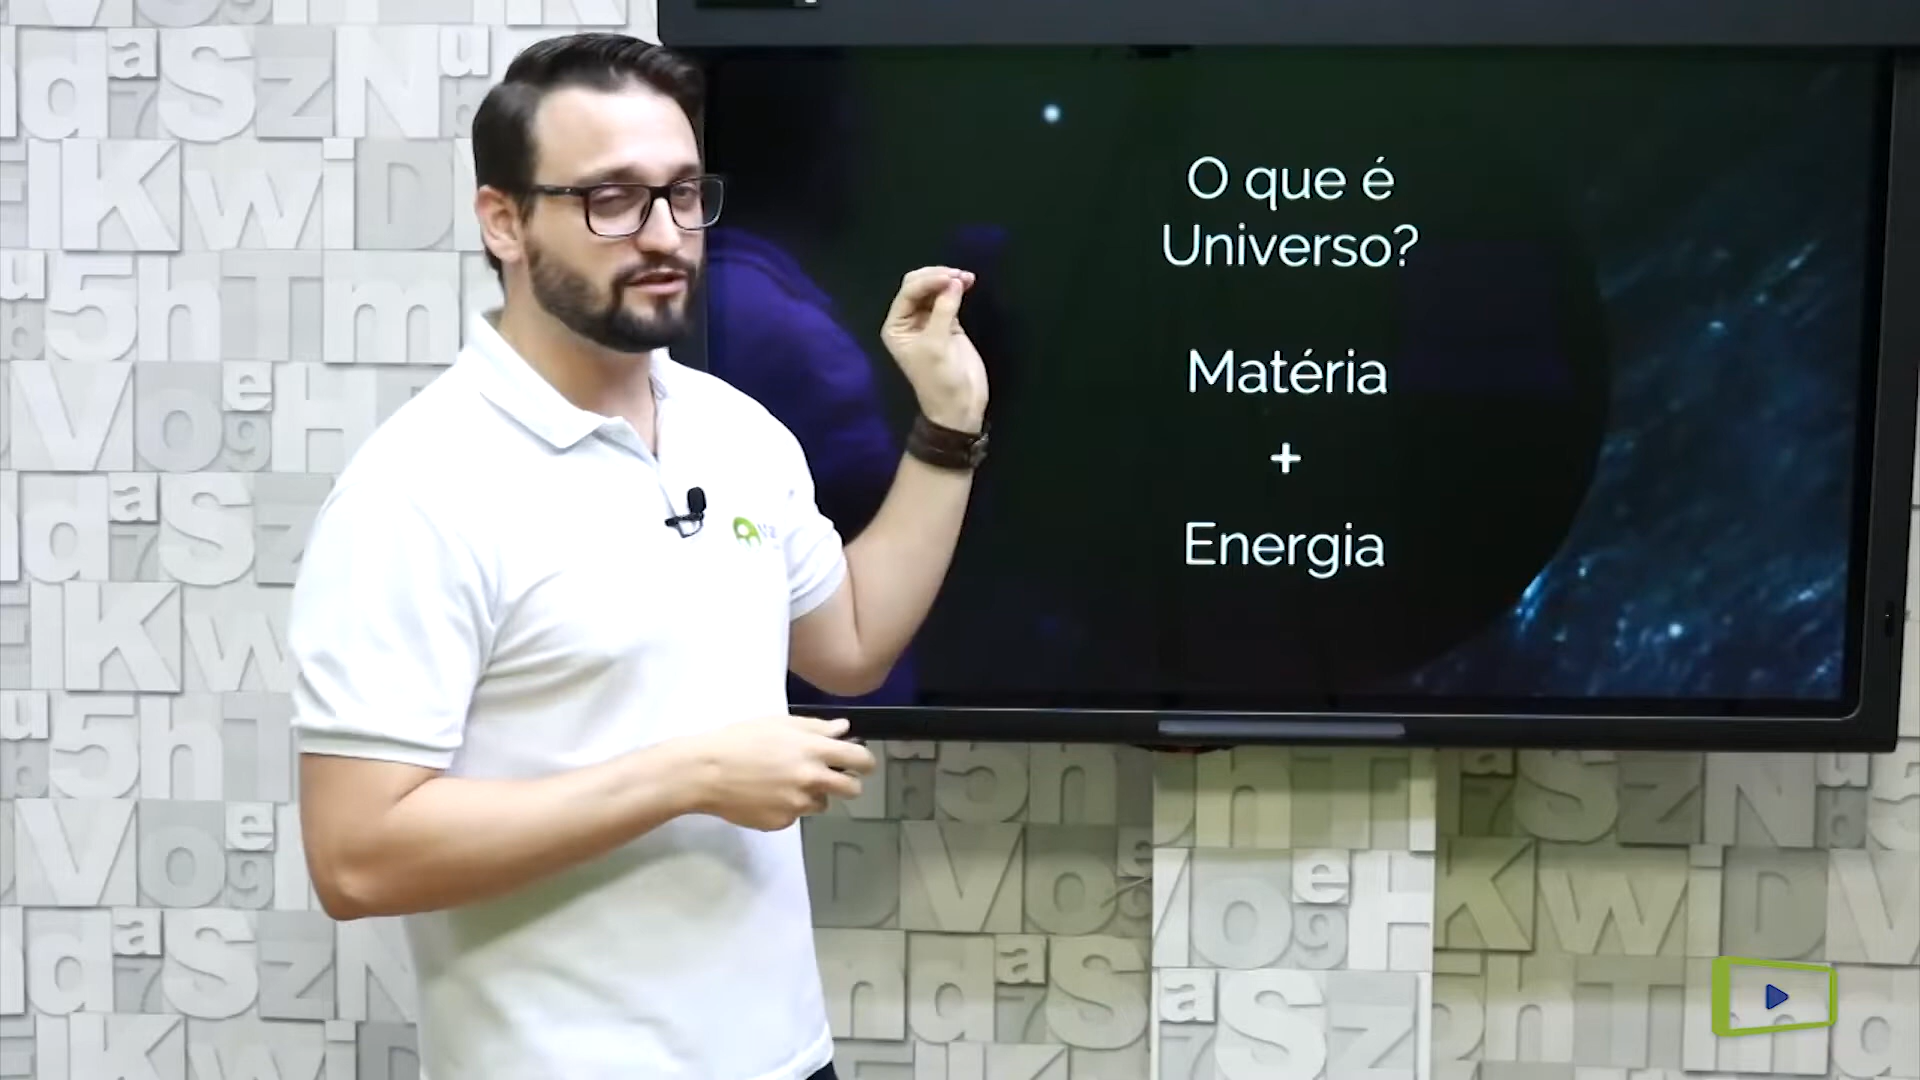 O que é
Universo?
Matéria
+
Energia